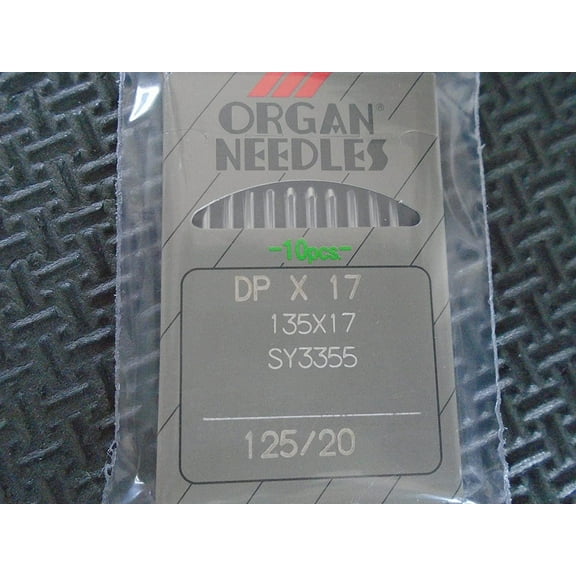 ORGAN®
NEEDLES
-10pcs-
DP X 17
135X17
SY3355
125/20